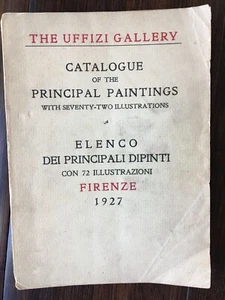 THE UFFIZI GALLERY
CATALOGUE
OF THE
PRINCIPAL PAINTINGS
WITH SEVENTY-TWO ILLUSTRATIONS
ELENCO
DEI PRINCIPALI DIPINTI
CON 72 ILLUSTRAZIONI
FIRENZE
1927